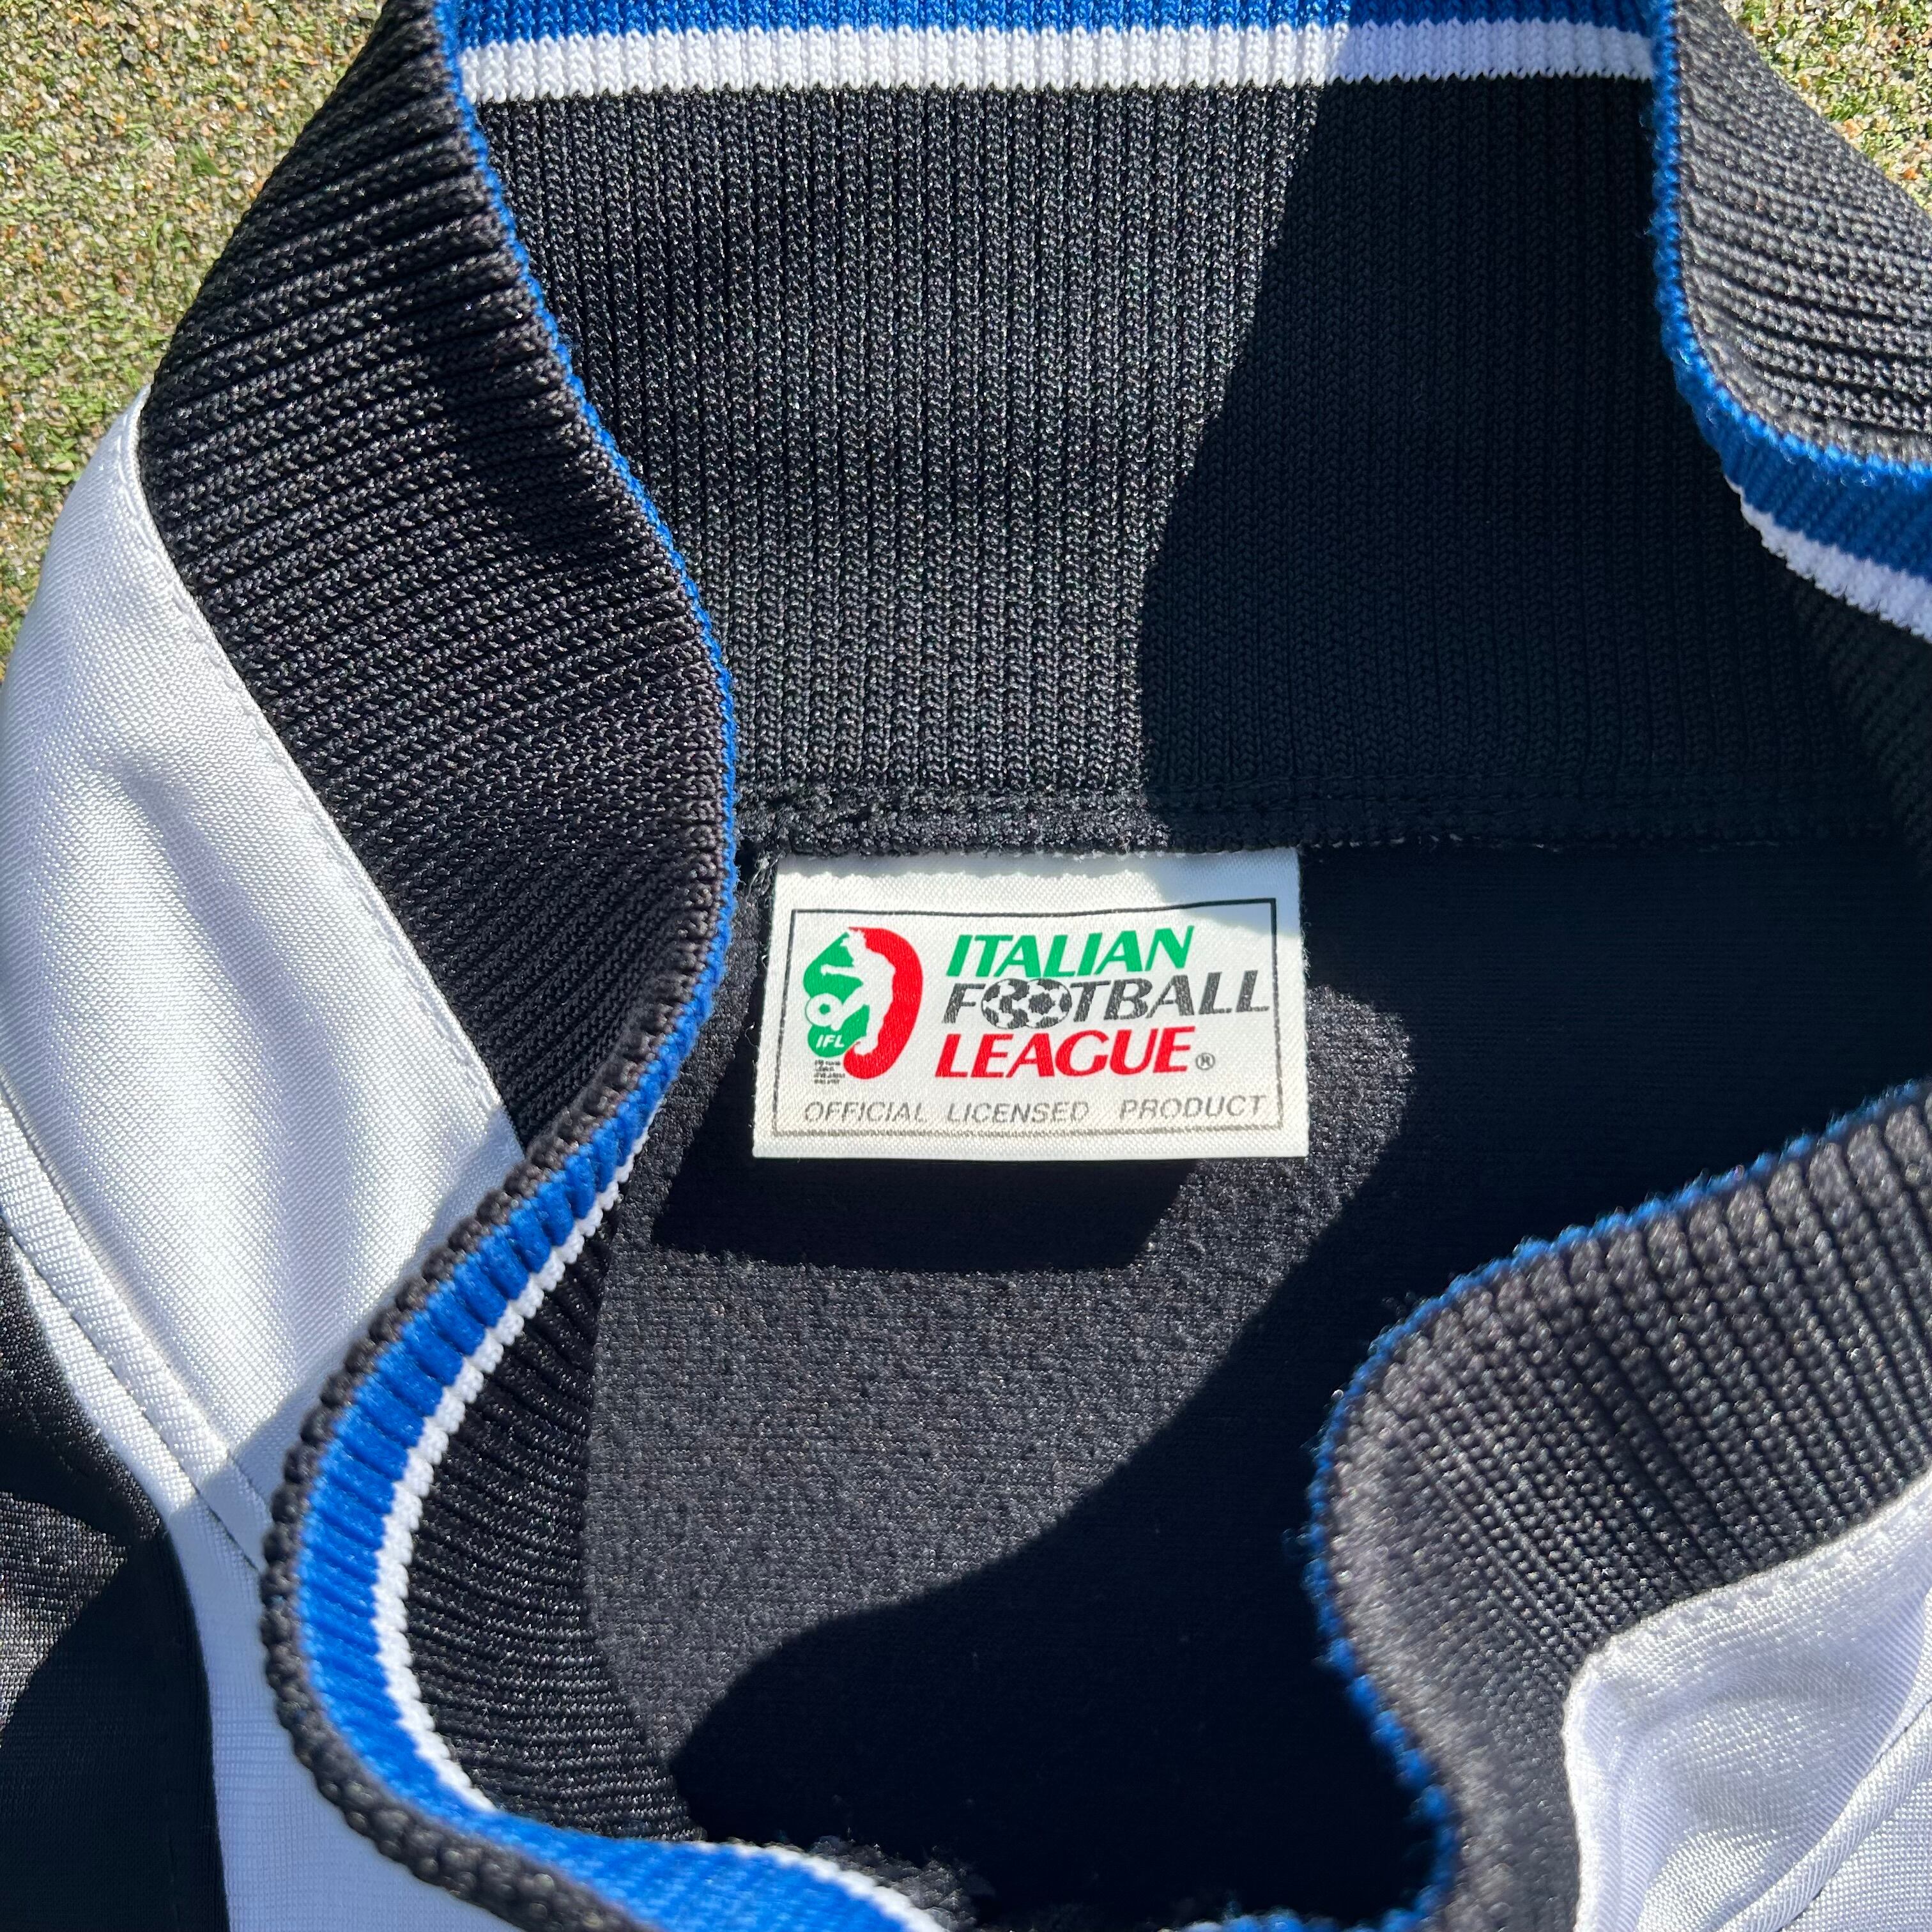 ITALIAN
FOOTBALL
LEAGUE®
IFL
OFFICIAL LICENSED PRODUCT